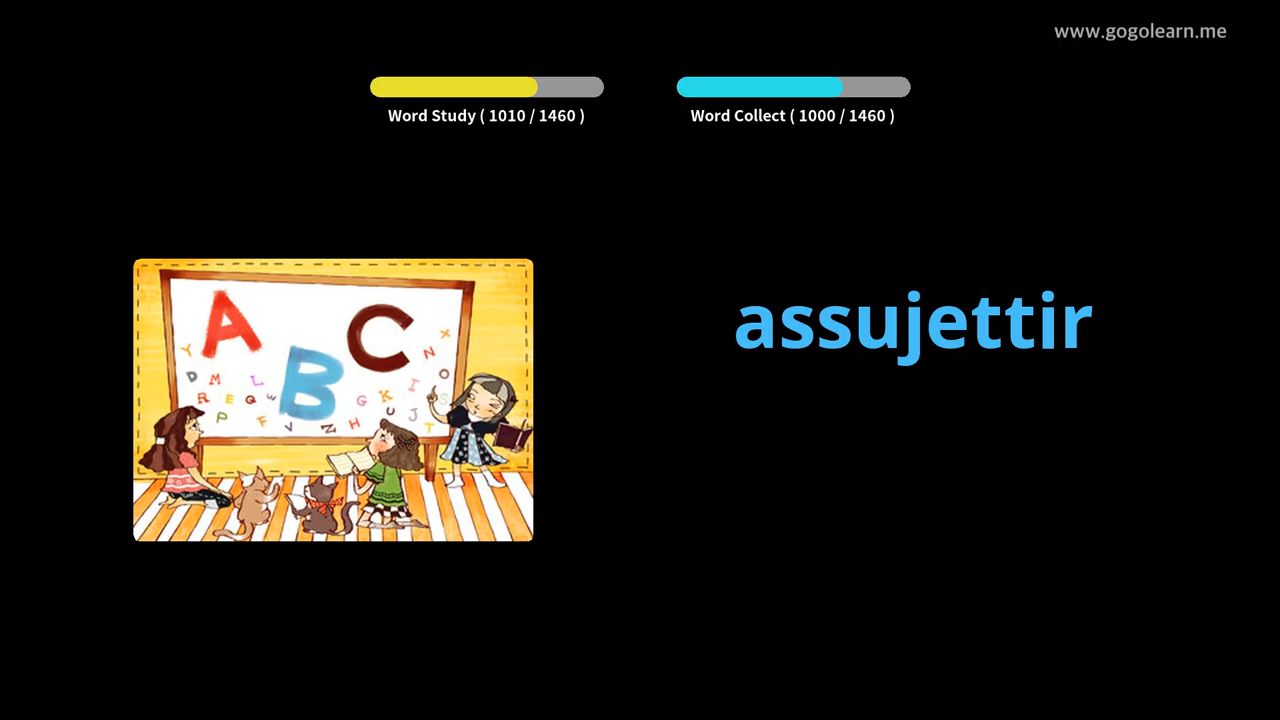 www.gogolearn.me
Word Study ( 1010 / 1460 )
Word Collect ( 1000 / 1460 )
assujettir
A
B
C
X
Y
N
D M L O
R E Q W G K I S
P F V Z H U J T